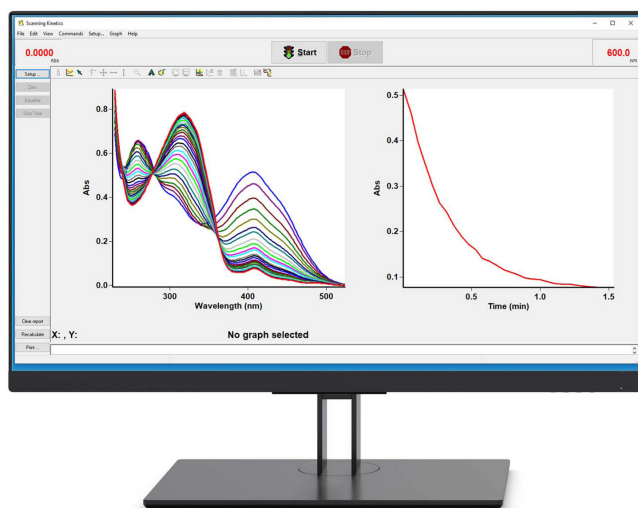 Scanning Kinetics
File Edit View Commands Setup... Graph Help
0.0000
Abs
Start
STOP Stop
600.0
nm
Setup...
Zero
Baseline
Stop Time
0.8
0.6
0.4
0.2
0.0
Abs
300 400 500
Wavelength (nm)
0.5
0.4
0.3
0.2
0.1
Abs
0.5 1.0 1.5
Time (min)
Clear report
Recalculate
Print...
X: , Y:
No graph selected